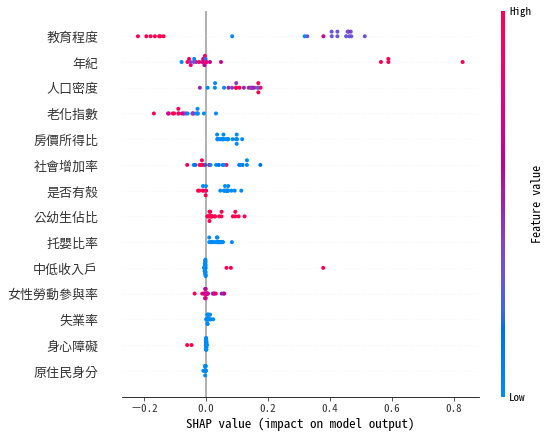 High
教育程度
年紀
人口密度
老化指數
房價所得比
社會增加率
是否有殼
公幼生佔比
托嬰比率
中低收入戶
女性勞動參與率
失業率
身心障礙
原住民身分
Low
Feature value
−0.2 0.0 0.2 0.4 0.6 0.8
SHAP value (impact on model output)